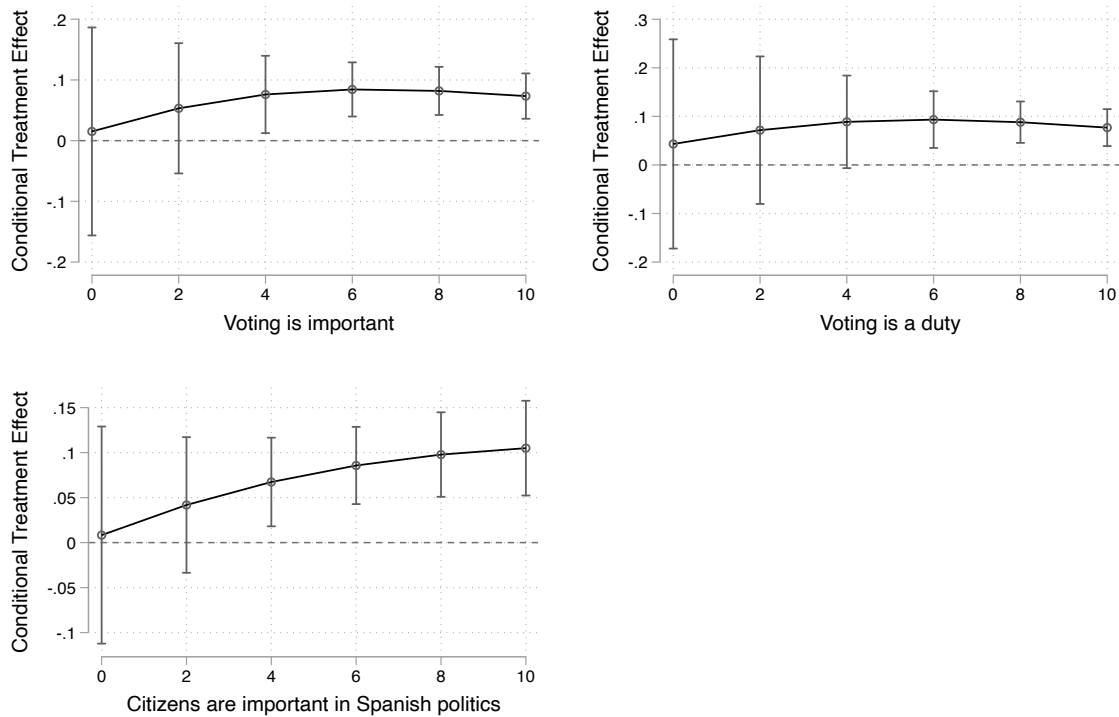 Conditional Treatment Effect
.2
.1
0
-.1
-.2
0 2 4 6 8 10
Voting is important
Conditional Treatment Effect
.3
.2
.1
0
-.1
-.2
0 2 4 6 8 10
Voting is a duty
Conditional Treatment Effect
.15
.1
.05
0
-.05
-.1
0 2 4 6 8 10
Citizens are important in Spanish politics